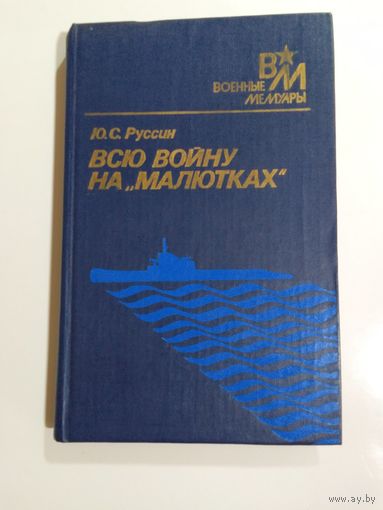 ВМ
ВОЕННЫЕ
МЕМУАРЫ
Ю.С. Руссин
ВСЮ ВОЙНУ
НА „МАЛЮТКАХ“
www.ay.by